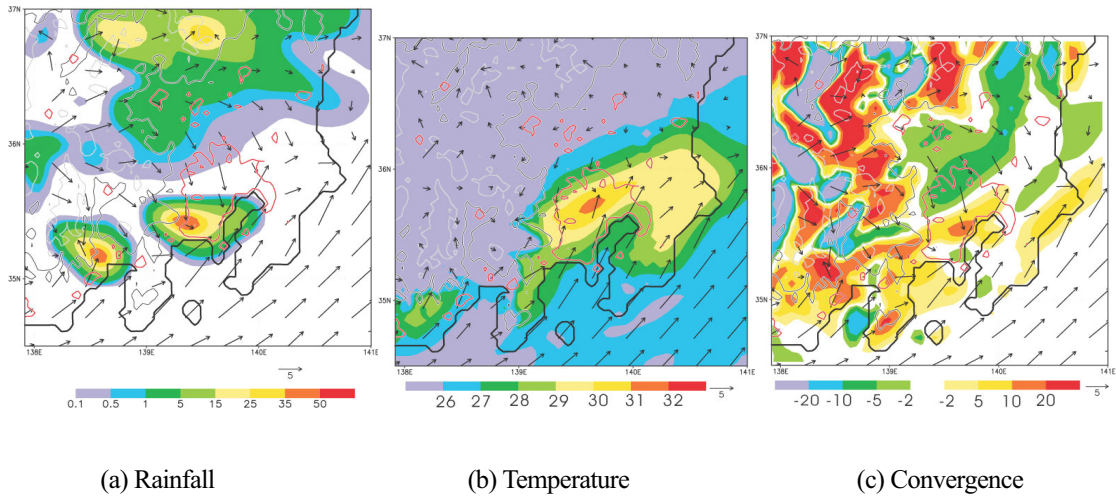 37N
36N
35N
138E 139E 140E 141E
5
0.1 0.5 1 5 15 25 35 50
(a) Rainfall
37N
36N
35N
138E 139E 140E 141E
26 27 28 29 30 31 32
5
(b) Temperature
37N
36N
35N
138E 139E 140E 141E
-20 -10 -5 -2 -2 5 10 20
5
(c) Convergence